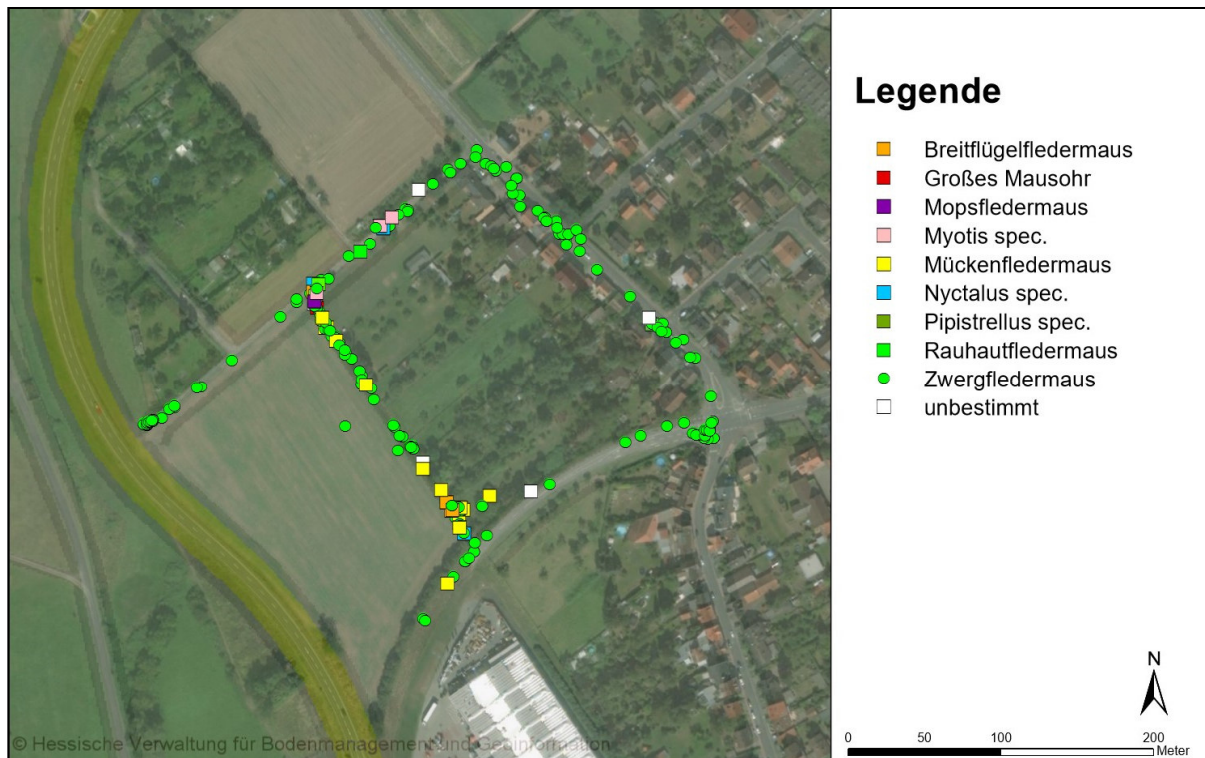 Legende
Breitflügelfledermaus
Großes Mausohr
Mopsfledermaus
Myotis spec.
Mückenfledermaus
Nyctalus spec.
Pipistrellus spec.
Rauhautfledermaus
Zwergfledermaus
unbestimmt
N
0 50 100 200
Meter
© Hessische Verwaltung für Bodenmanagement und Geoinformation